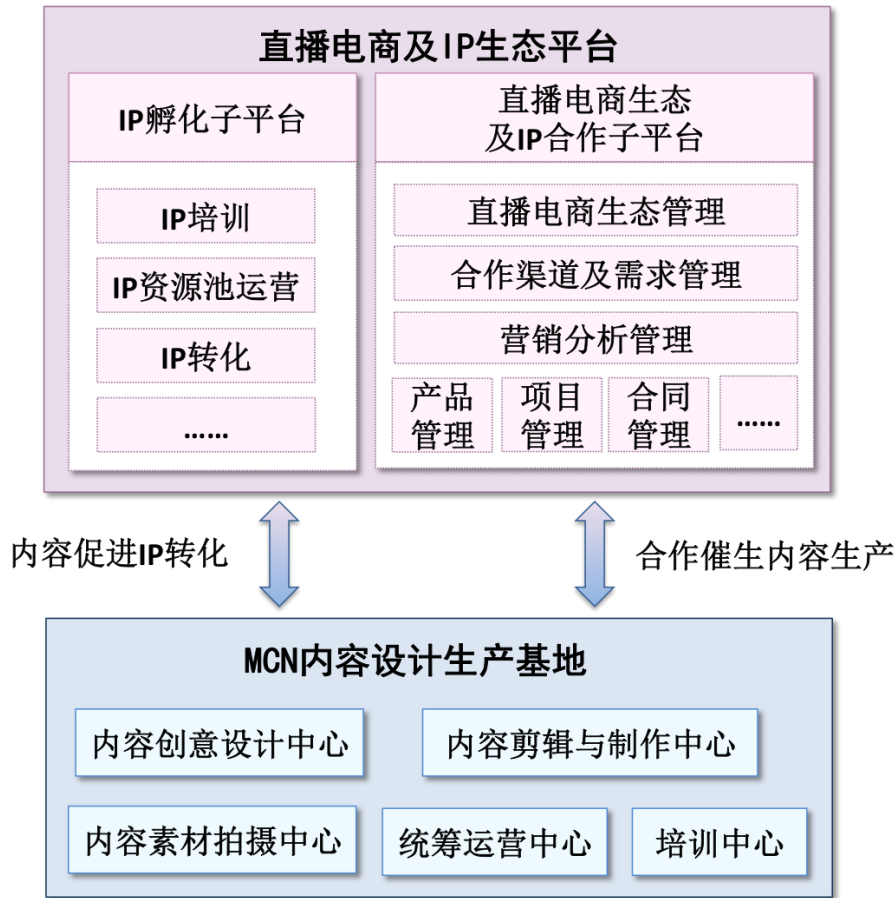 直播电商及IP生态平台
IP孵化子平台
IP培训
IP资源池运营
IP转化
......
直播电商生态
及IP合作子平台
直播电商生态管理
合作渠道及需求管理
营销分析管理
产品
管理
项目
管理
合同
管理
......
内容促进IP转化
合作催生内容生产
MCN内容设计生产基地
内容创意设计中心
内容剪辑与制作中心
内容素材拍摄中心
统筹运营中心
培训中心